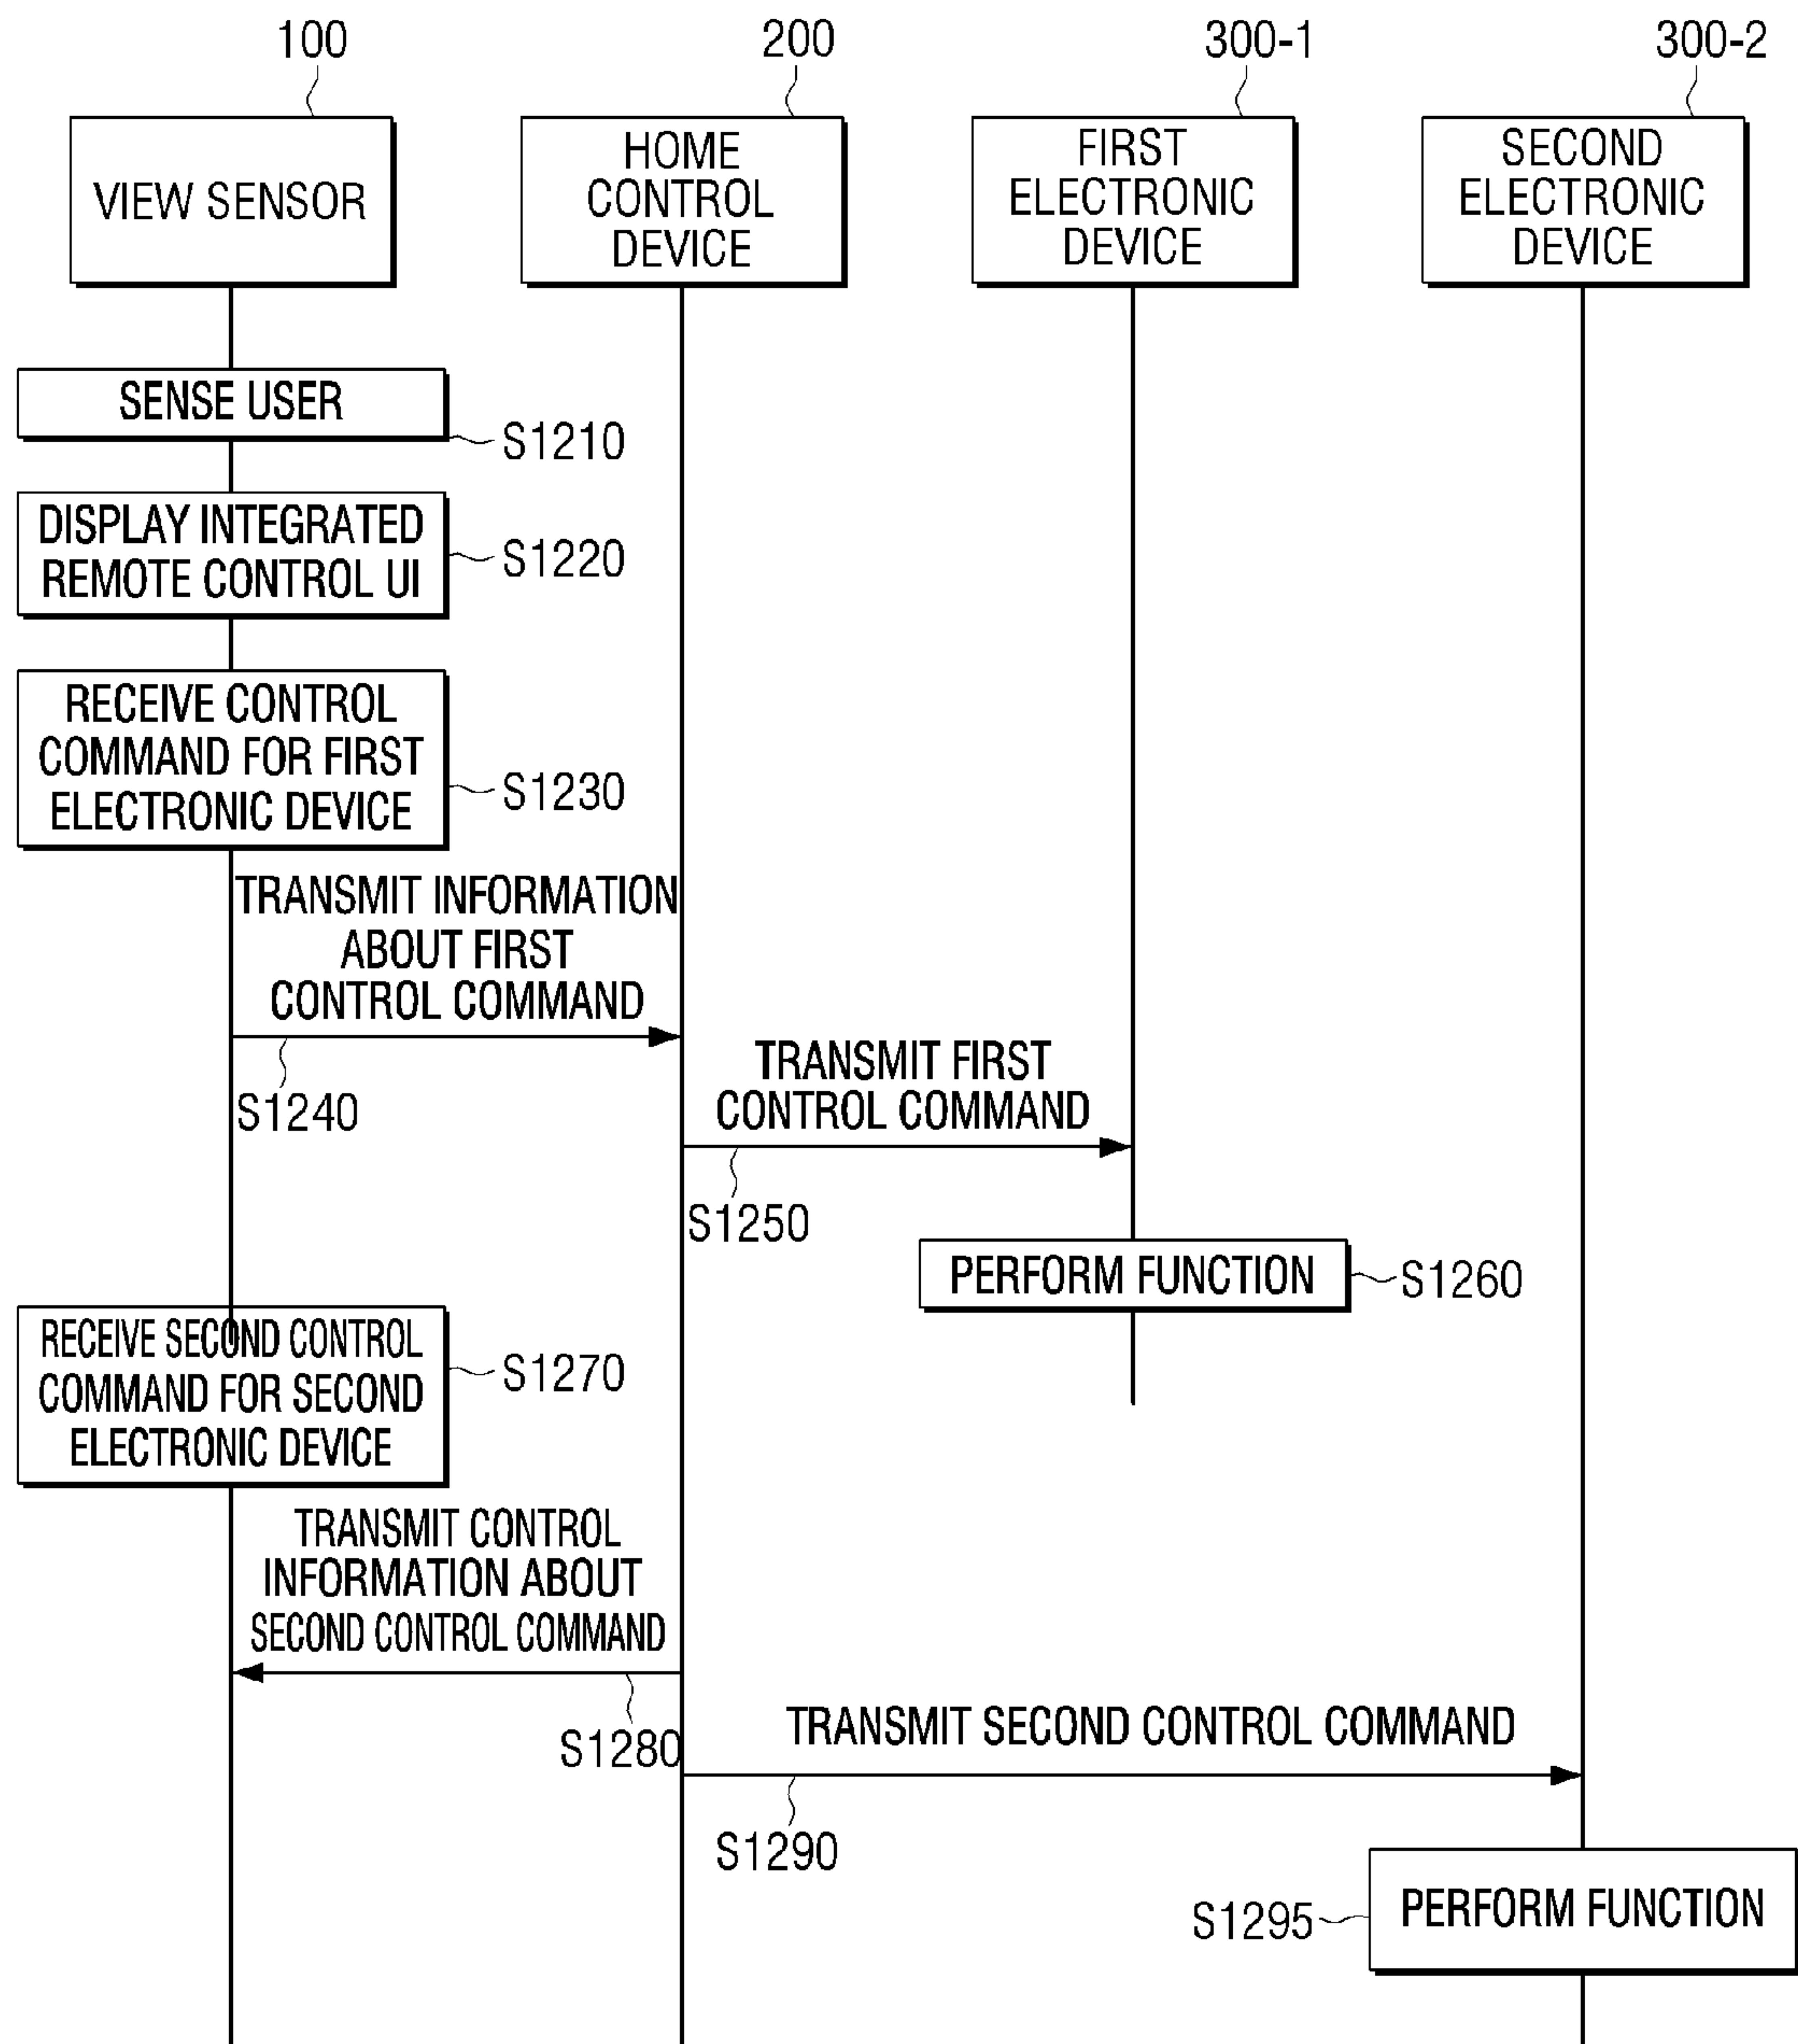 100
200
300-1
300-2
VIEW SENSOR
HOME
CONTROL
DEVICE
FIRST
ELECTRONIC
DEVICE
SECOND
ELECTRONIC
DEVICE
SENSE USER
S1210
DISPLAY INTEGRATED
REMOTE CONTROL UI
S1220
RECEIVE CONTROL
COMMAND FOR FIRST
ELECTRONIC DEVICE
S1230
TRANSMIT INFORMATION
ABOUT FIRST
CONTROL COMMAND
S1240
TRANSMIT FIRST
CONTROL COMMAND
S1250
PERFORM FUNCTION
S1260
RECEIVE SECOND CONTROL
COMMAND FOR SECOND
ELECTRONIC DEVICE
S1270
TRANSMIT CONTROL
INFORMATION ABOUT
SECOND CONTROL COMMAND
S1280
TRANSMIT SECOND CONTROL COMMAND
S1290
PERFORM FUNCTION
S1295